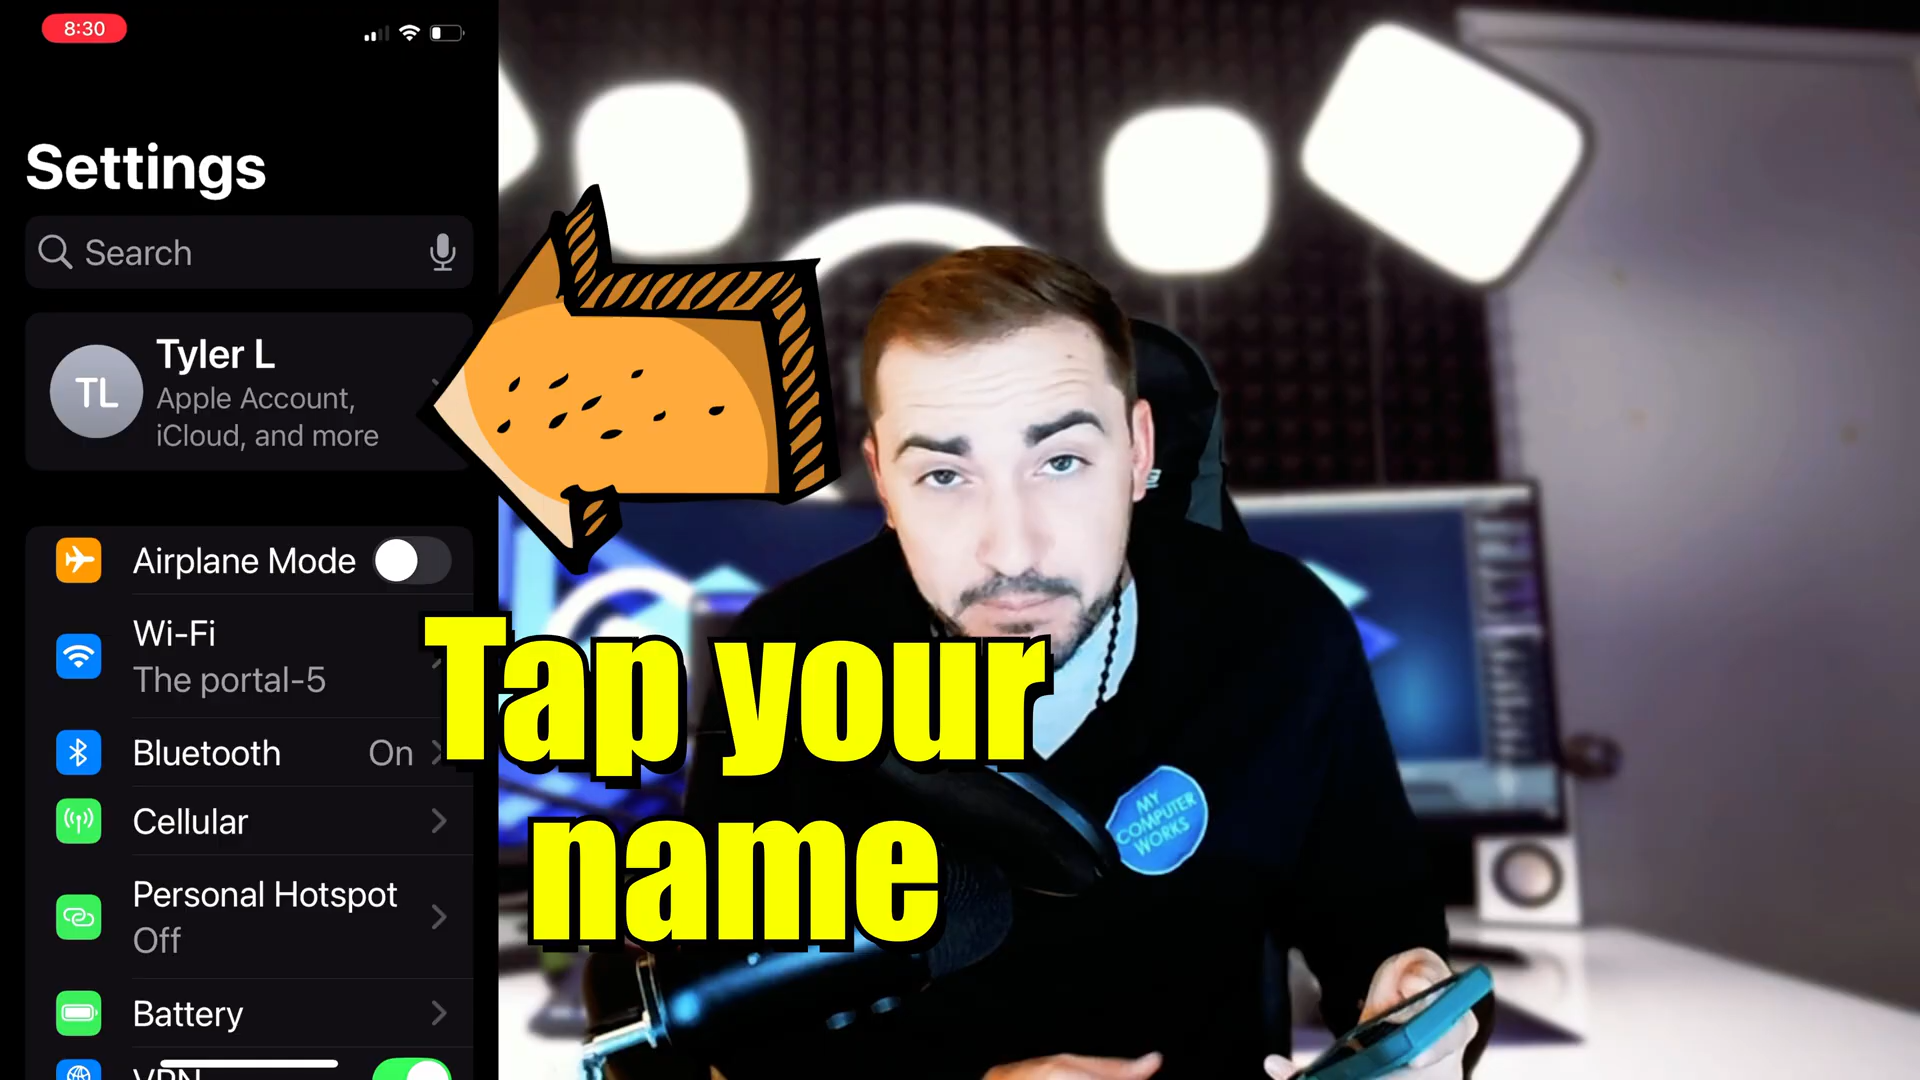 8:30
Settings
Search
TL
Tyler L
Apple Account,
iCloud, and more
Airplane Mode
Wi-Fi
The portal-5
Bluetooth On
Cellular
Personal Hotspot
Off
Battery
VPN
Tap your
name
MY
COMPUTER
WORKS